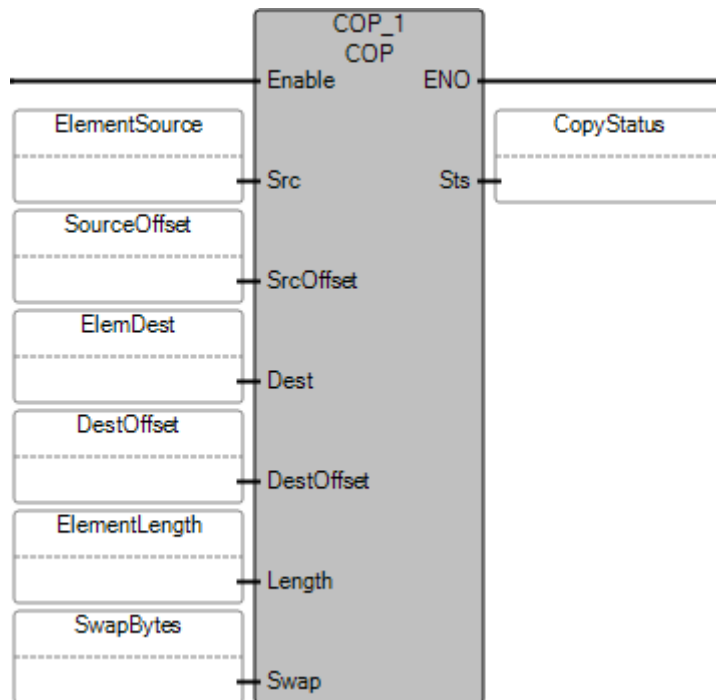 COP_1
COP
Enable ENO
ElementSource CopyStatus
Src Sts
SourceOffset
SrcOffset
ElemDest
Dest
DestOffset
DestOffset
ElementLength
Length
SwapBytes
Swap